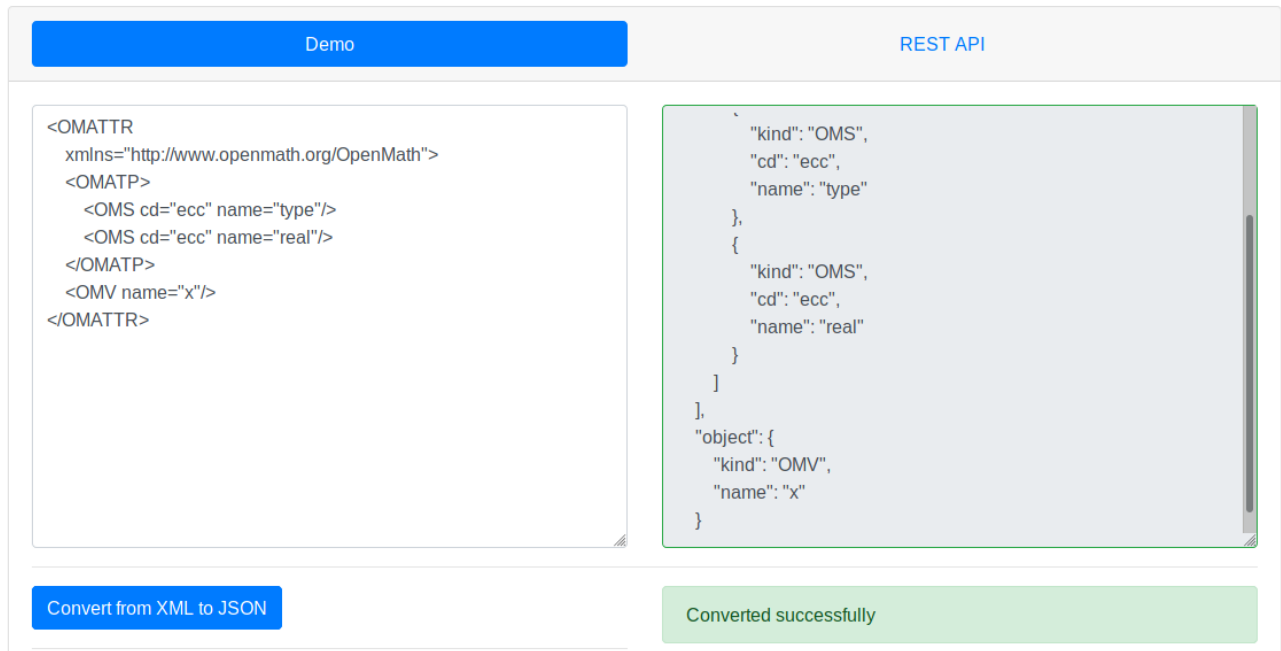 Demo
REST API
<OMATTR
xmlns="http://www.openmath.org/OpenMath">
<OMATP>
<OMS cd="ecc" name="type"/>
<OMS cd="ecc" name="real"/>
</OMATP>
<OMV name="x"/>
</OMATTR>
{
"kind": "OMS",
"cd": "ecc",
"name": "type"
},
{
"kind": "OMS",
"cd": "ecc",
"name": "real"
}
]
],
"object": {
"kind": "OMV",
"name": "x"
}
Convert from XML to JSON
Converted successfully